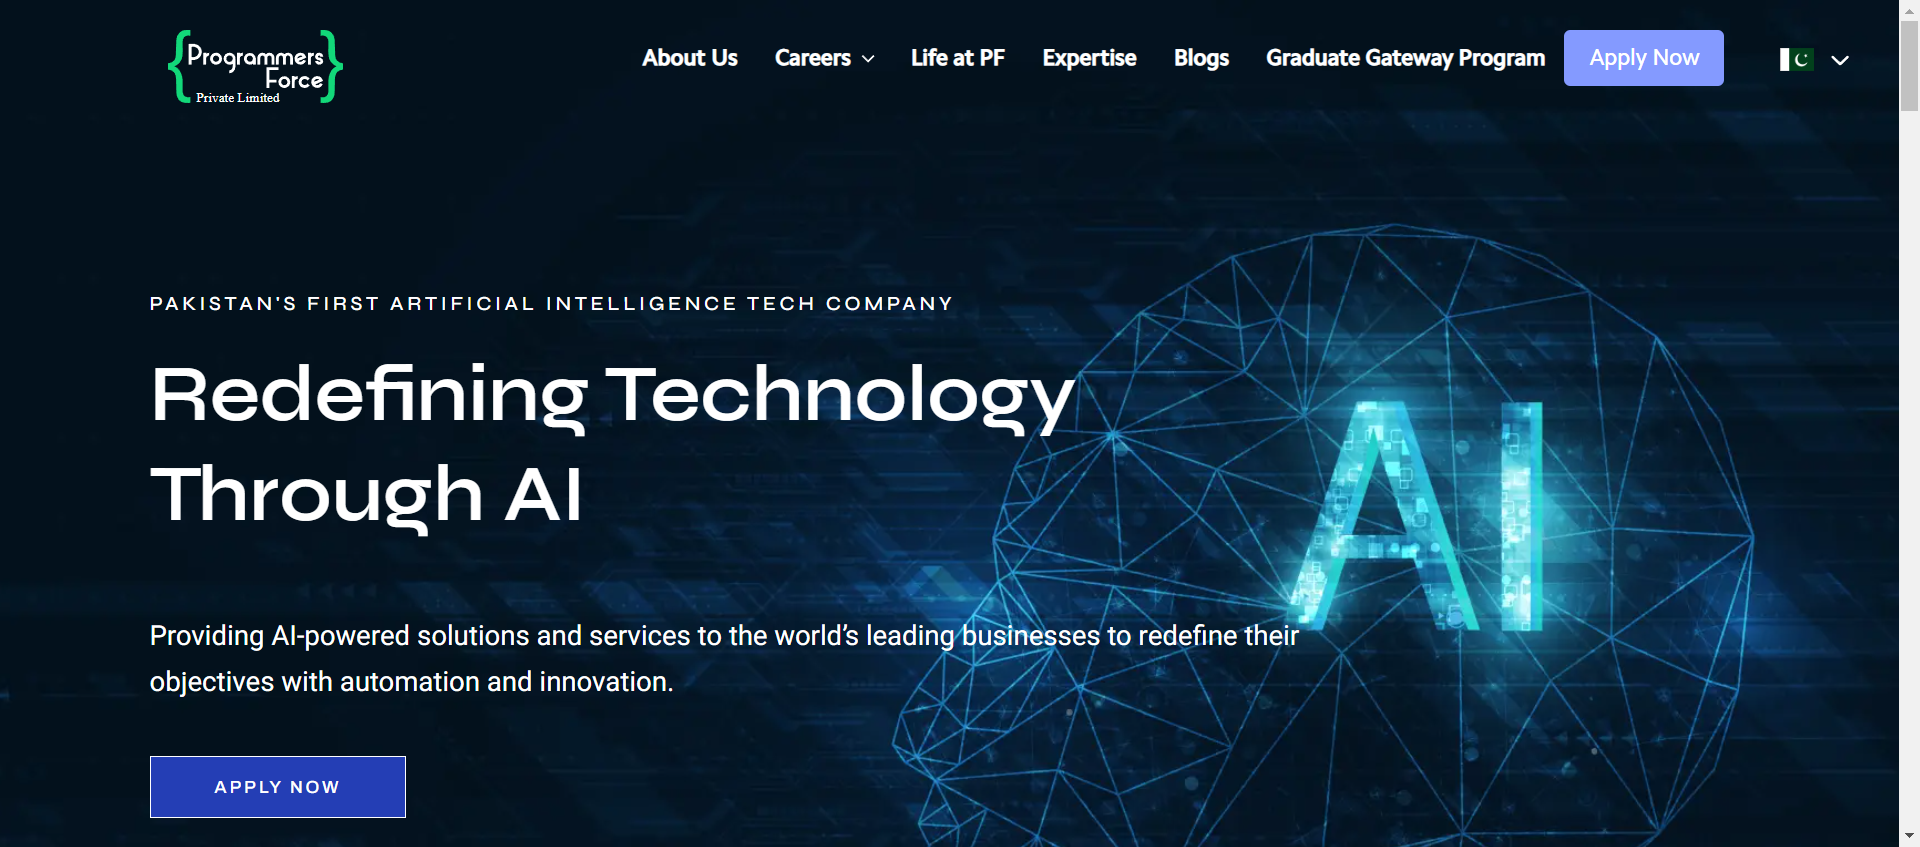 Programmers
Force
Private Limited
About Us
Careers
Life at PF
Expertise
Blogs
Graduate Gateway Program
Apply Now
PAKISTAN'S FIRST ARTIFICIAL INTELLIGENCE TECH COMPANY
Redefining Technology
Through AI
AI
Providing AI-powered solutions and services to the world’s leading businesses to redefine their
objectives with automation and innovation.
APPLY NOW